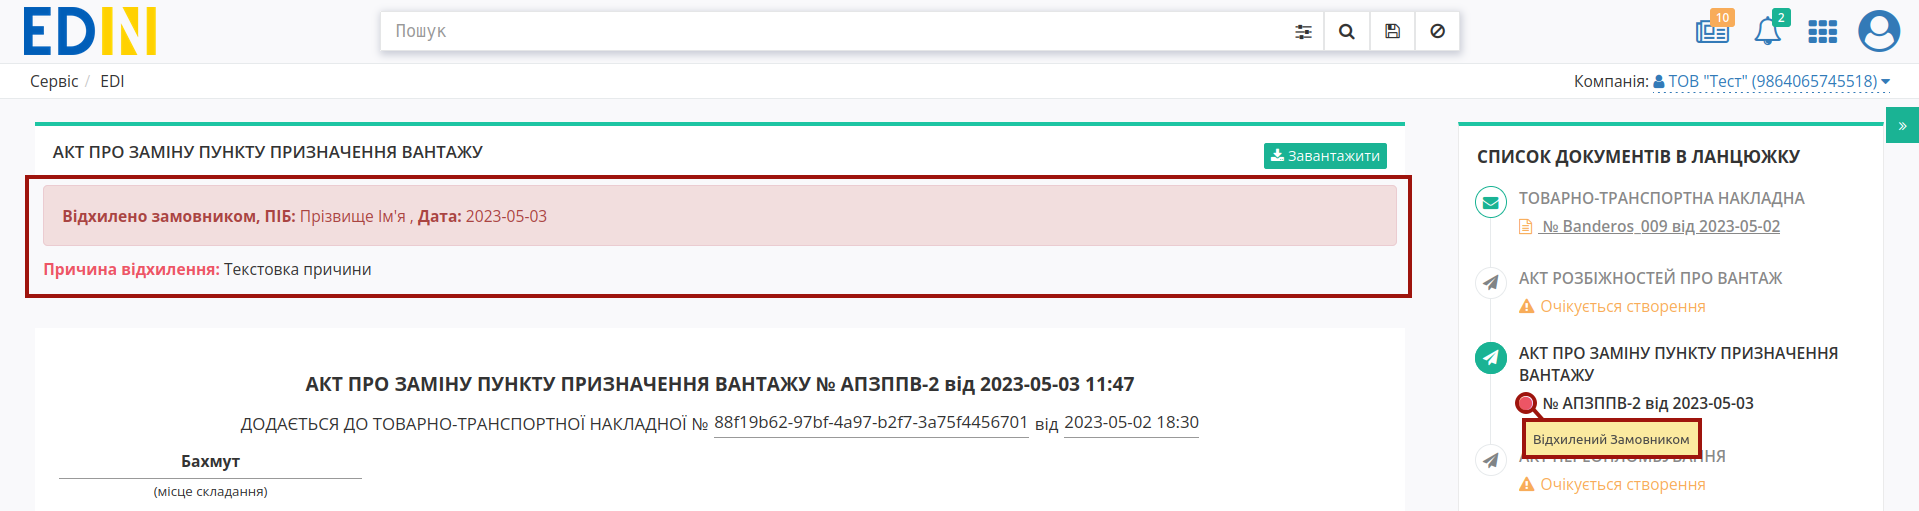 EDIN
Пошук
10
2
Сервіс / EDI
Компанія: ТОВ "Тест" (9864065745518)
АКТ ПРО ЗАМІНУ ПУНКТУ ПРИЗНАЧЕННЯ ВАНТАЖУ
Завантажити
Відхилено замовником, ПІБ: Прізвище Ім'я , Дата: 2023-05-03
Причина відхилення: Текстовка причини
АКТ ПРО ЗАМІНУ ПУНКТУ ПРИЗНАЧЕННЯ ВАНТАЖУ № АПЗППВ-2 від 2023-05-03 11:47
ДОДАЄТЬСЯ ДО ТОВАРНО-ТРАНСПОРТНОЇ НАКЛАДНОЇ № 88f19b62-97bf-4a97-b2f7-3a75f4456701 від 2023-05-02 18:30
Бахмут
(місце складання)
»
СПИСОК ДОКУМЕНТІВ В ЛАНЦЮЖКУ
ТОВАРНО-ТРАНСПОРТНА НАКЛАДНА
№ Banderos_009 від 2023-05-02
АКТ РОЗБІЖНОСТЕЙ ПРО ВАНТАЖ
Очікується створення
АКТ ПРО ЗАМІНУ ПУНКТУ ПРИЗНАЧЕННЯ
ВАНТАЖУ
№ АПЗППВ-2 від 2023-05-03
Відхилений Замовником
АКТ ПЕРЕОПЛОМБУВАННЯ
Очікується створення